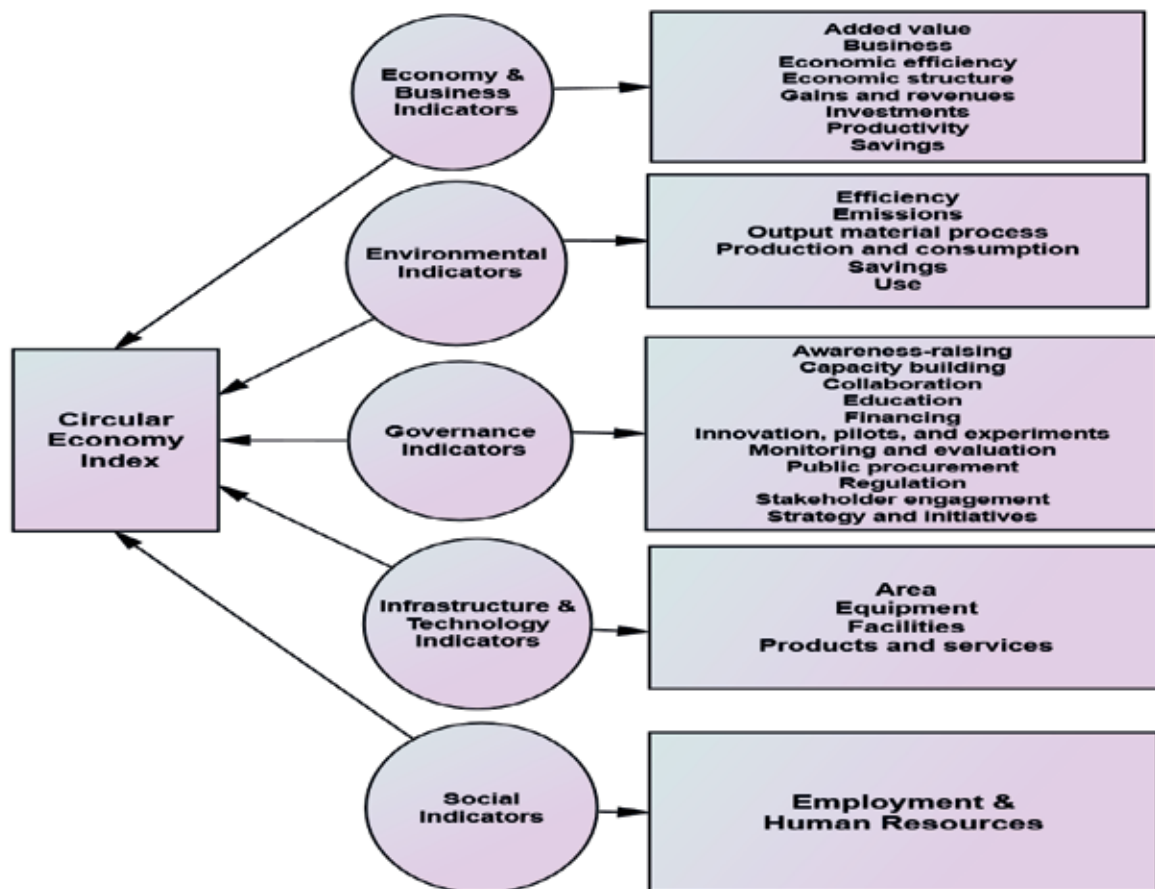 Economy &
Business
Indicators
Added value
Business
Economic efficiency
Economic structure
Gains and revenues
Investments
Productivity
Savings
Environmental
Indicators
Efficiency
Emissions
Output material process
Production and consumption
Savings
Use
Circular
Economy
Index
Governance
Indicators
Awareness-raising
Capacity building
Collaboration
Education
Financing
Innovation, pilots, and experiments
Monitoring and evaluation
Public procurement
Regulation
Stakeholder engagement
Strategy and initiatives
Infrastructure &
Technology
Indicators
Area
Equipment
Facilities
Products and services
Social
Indicators
Employment &
Human Resources